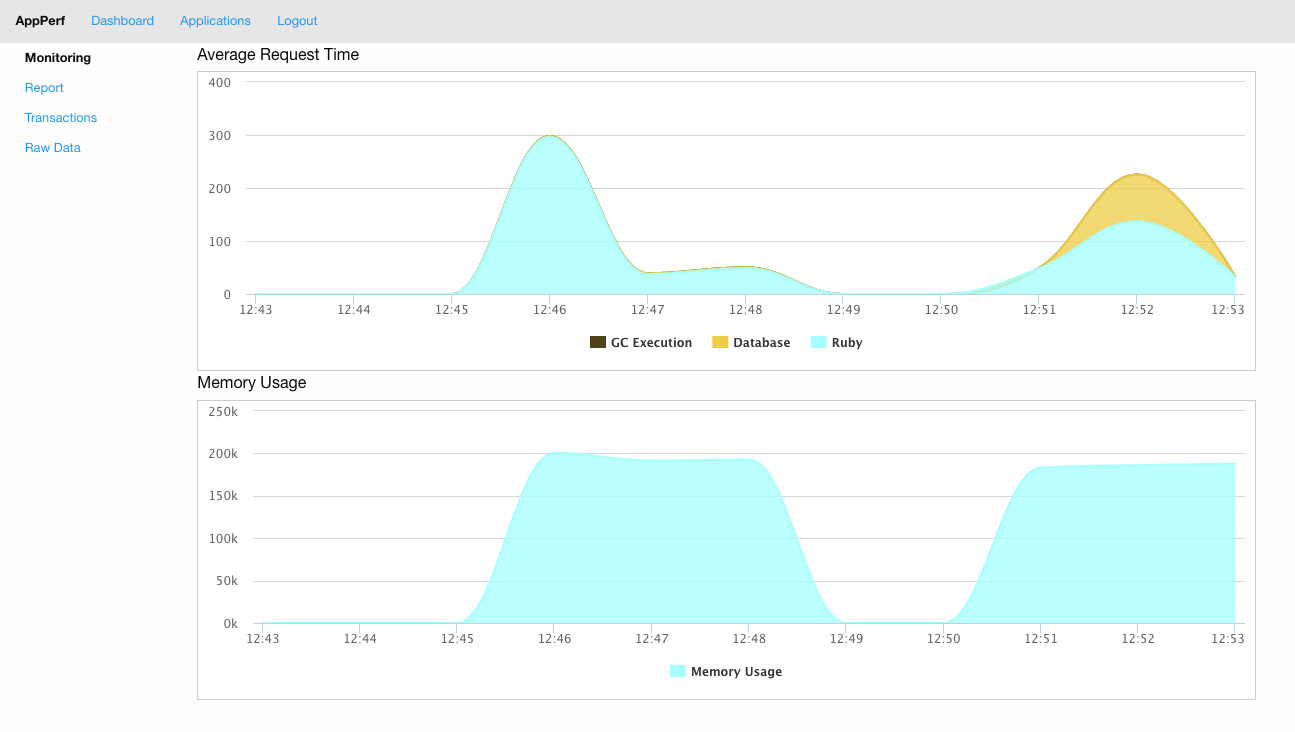 AppPerf Dashboard Applications Logout
Monitoring
Report
Transactions
Raw Data
Average Request Time
400
300
200
100
0
12:43 12:44 12:45 12:46 12:47 12:48 12:49 12:50 12:51 12:52 12:53
GC Execution Database Ruby
Memory Usage
250k
200k
150k
100k
50k
0k
12:43 12:44 12:45 12:46 12:47 12:48 12:49 12:50 12:51 12:52 12:53
Memory Usage